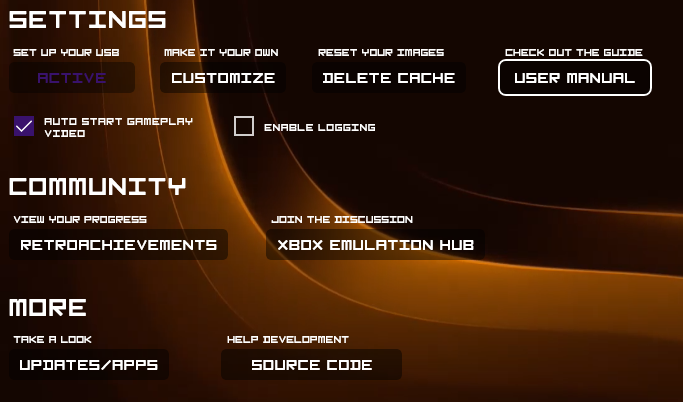 SETTINGS
SET UP YOUR USB MAKE IT YOUR OWN RESET YOUR IMAGES CHECK OUT THE GUIDE
ACTIVE CUSTOMIZE DELETE CACHE USER MANUAL
AUTO START GAMEPLAY
VIDEO
ENABLE LOGGING
COMMUNITY
VIEW YOUR PROGRESS JOIN THE DISCUSSION
RETROACHIEVEMENTS XBOX EMULATION HUB
MORE
TAKE A LOOK HELP DEVELOPMENT
UPDATES/APPS SOURCE CODE